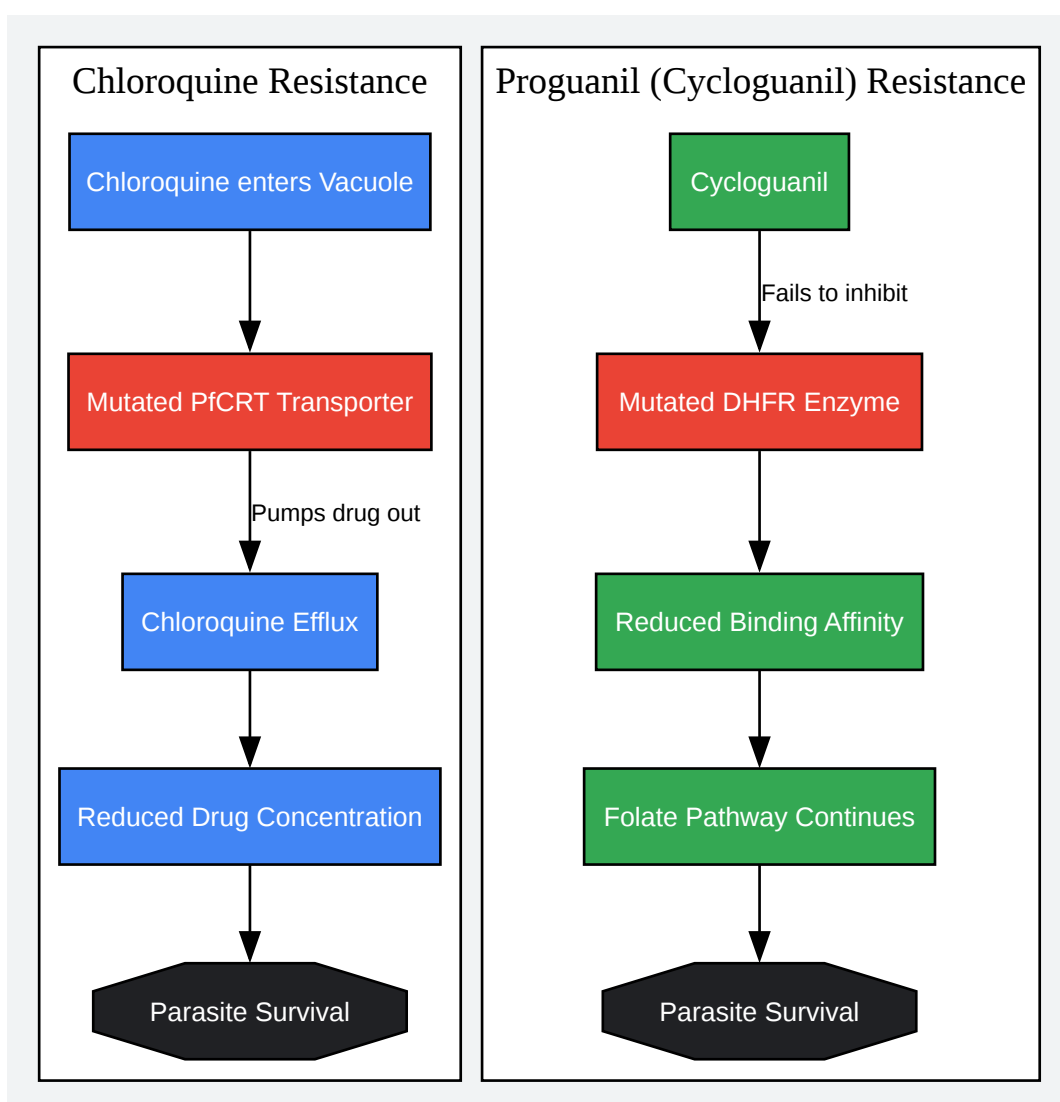 Chloroquine Resistance
Chloroquine enters Vacuole
Mutated PfCRT Transporter
Pumps drug out
Chloroquine Efflux
Reduced Drug Concentration
Parasite Survival
Proguanil (Cycloguanil) Resistance
Cycloguanil
Fails to inhibit
Mutated DHFR Enzyme
Reduced Binding Affinity
Folate Pathway Continues
Parasite Survival